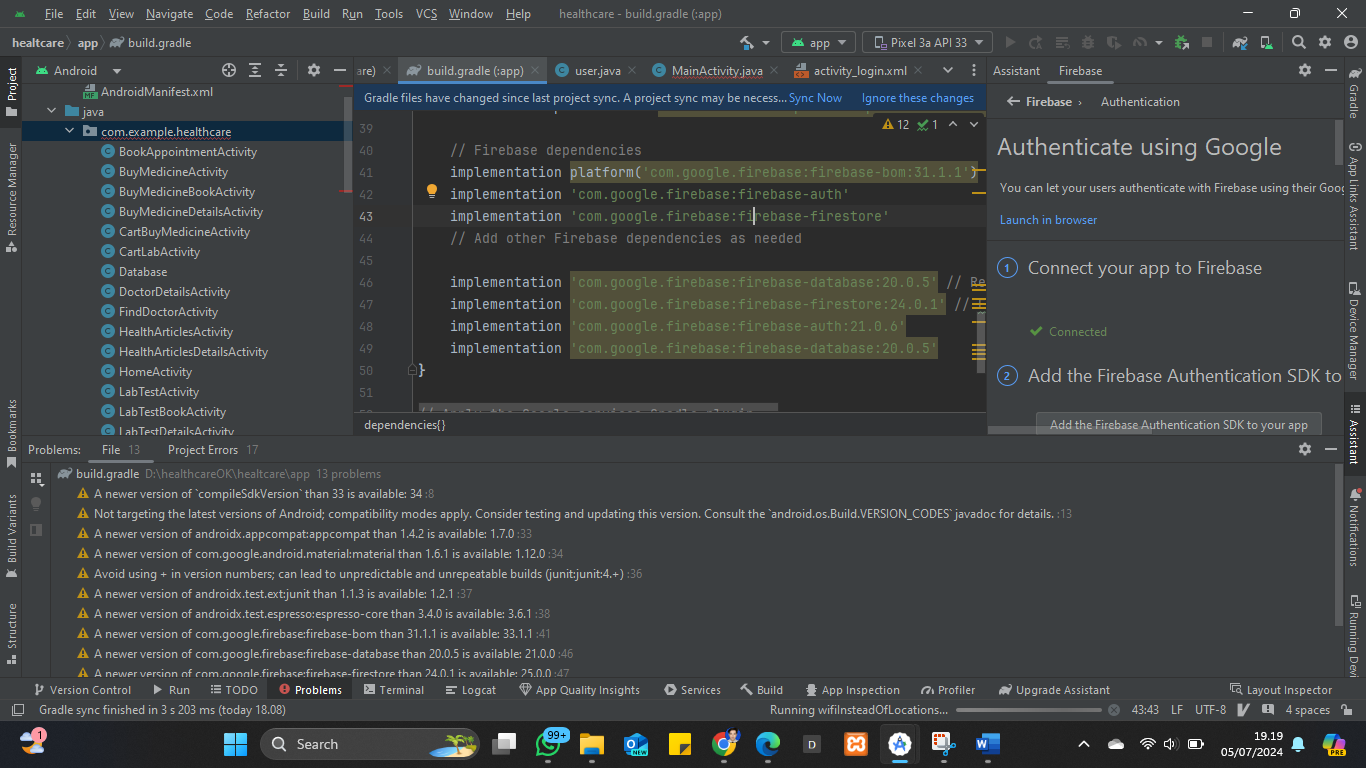 File Edit View Navigate Code Refactor Build Run Tools VCS Window Help healthcare - build.gradle (:app)
healtcare app build.gradle
app Pixel 3a API 33
Android
are) build.gradle (:app) user.java MainActivity.java activity_login.xml
Assistant Firebase
Project
Resource Manager
Bookmarks
Build Variants
Structure
AndroidManifest.xml
java
com.example.healthcare
BookAppointmentActivity
BuyMedicineActivity
BuyMedicineBookActivity
BuyMedicineDetailsActivity
CartBuyMedicineActivity
CartLabActivity
Database
DoctorDetailsActivity
FindDoctorActivity
HealthArticlesActivity
HealthArticlesDetailsActivity
HomeActivity
LabTestActivity
LabTestBookActivity
LabTestDetailsActivity
Gradle files have changed since last project sync. A project sync may be neces... Sync Now Ignore these changes
12 1
39
40 // Firebase dependencies
41 implementation platform('com.google.firebase:firebase-bom:31.1.1')
42 implementation 'com.google.firebase:firebase-auth'
43 implementation 'com.google.firebase:firebase-firestore'
44 // Add other Firebase dependencies as needed
45
46 implementation 'com.google.firebase:firebase-database:20.0.5' // Re
47 implementation 'com.google.firebase:firebase-firestore:24.0.1' //
48 implementation 'com.google.firebase:firebase-auth:21.0.6'
49 implementation 'com.google.firebase:firebase-database:20.0.5'
50 }
51
// Apply the Google services Gradle plugin
dependencies{}
Firebase › Authentication
Authenticate using Google
You can let your users authenticate with Firebase using their Goog
Launch in browser
1 Connect your app to Firebase
Connected
2 Add the Firebase Authentication SDK to
Add the Firebase Authentication SDK to your app
Gradle
App Links Assistant
Device Manager
Assistant
Notifications
Running Devi
Problems: File 13 Project Errors 17
build.gradle D:\healthcareOK\healtcare\app 13 problems
A newer version of `compileSdkVersion` than 33 is available: 34 :8
Not targeting the latest versions of Android; compatibility modes apply. Consider testing and updating this version. Consult the `android.os.Build.VERSION_CODES` javadoc for details. :13
A newer version of androidx.appcompat:appcompat than 1.4.2 is available: 1.7.0 :33
A newer version of com.google.android.material:material than 1.6.1 is available: 1.12.0 :34
Avoid using + in version numbers; can lead to unpredictable and unrepeatable builds (junit:junit:4.+) :36
A newer version of androidx.test.ext:junit than 1.1.3 is available: 1.2.1 :37
A newer version of androidx.test.espresso:espresso-core than 3.4.0 is available: 3.6.1 :38
A newer version of com.google.firebase:firebase-bom than 31.1.1 is available: 33.1.1 :41
A newer version of com.google.firebase:firebase-database than 20.0.5 is available: 21.0.0 :46
A newer version of com.google.firebase:firebase-firestore than 24.0.1 is available: 25.0.0 :47
Version Control Run TODO Problems Terminal Logcat App Quality Insights Services Build App Inspection Profiler Upgrade Assistant Layout Inspector
Gradle sync finished in 3 s 203 ms (today 18.08) Running wifiInsteadOfLocations... 43:43 LF UTF-8 4 spaces
1 Search 99+ NEW D PRE
19.19
05/07/2024